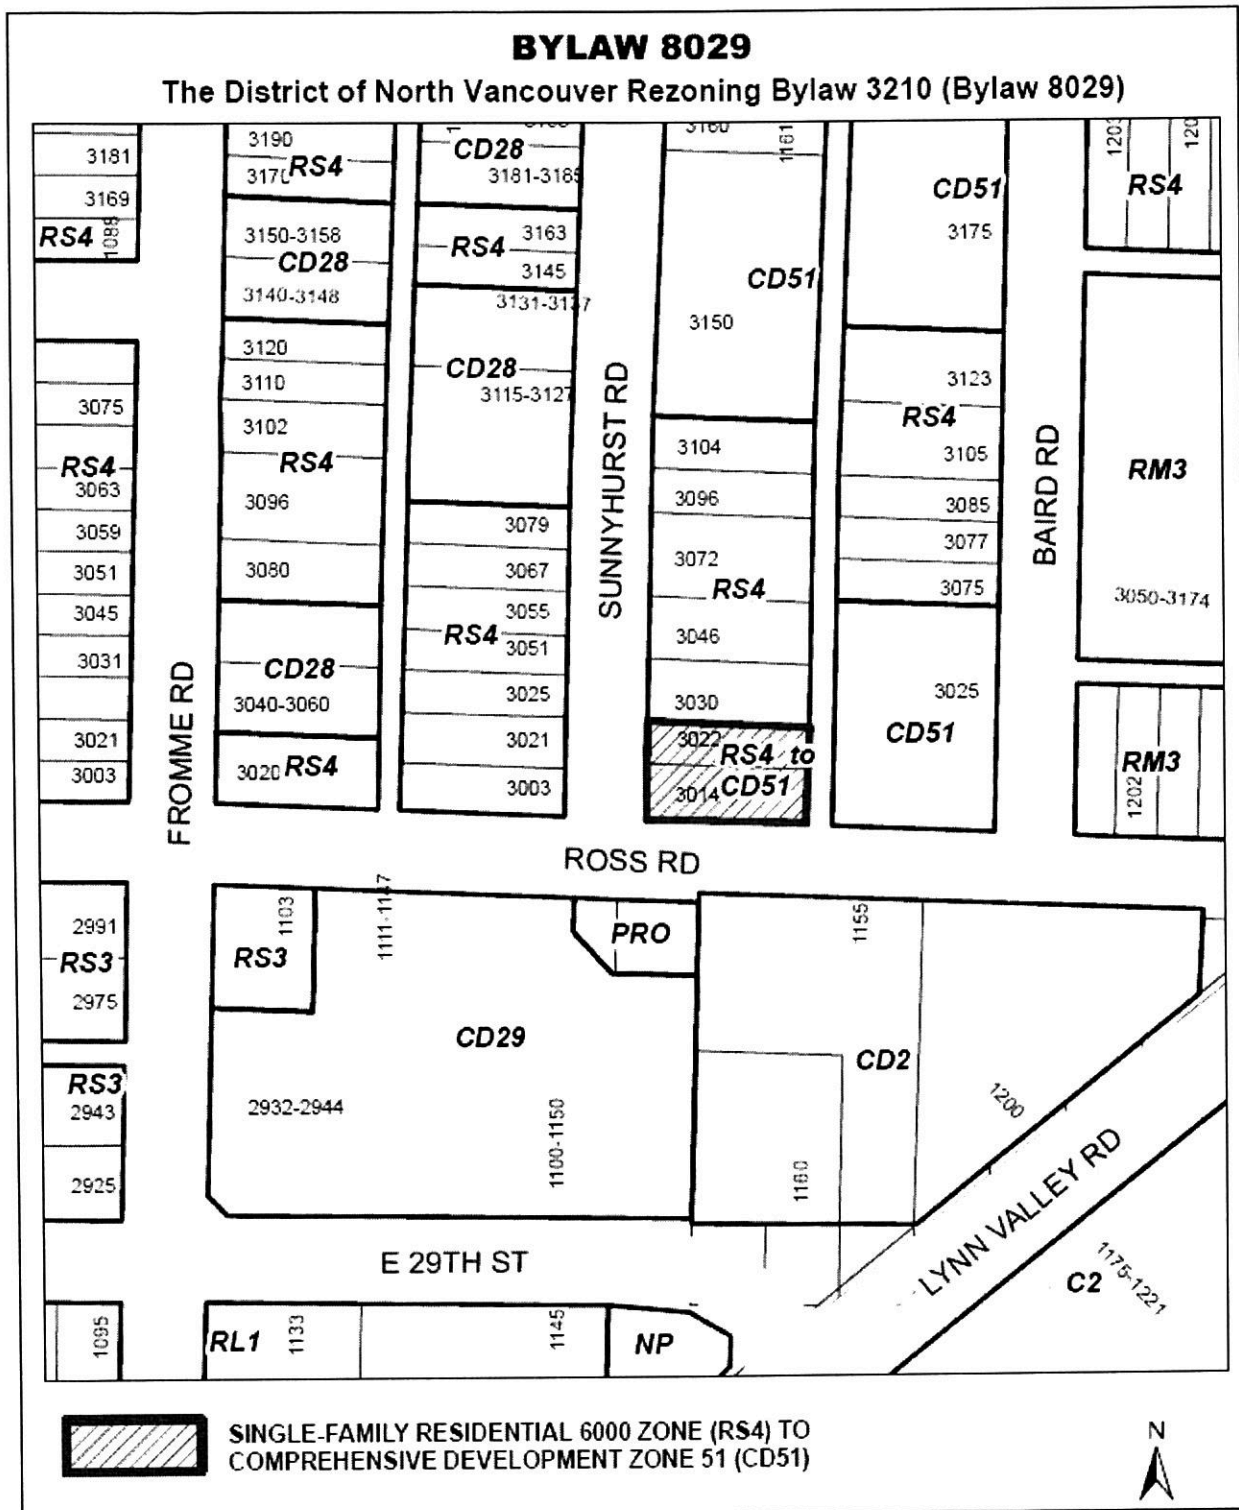 BYLAW 8029
The District of North Vancouver Rezoning Bylaw 3210 (Bylaw 8029)
3181
3169
RS4
1088
3190
3170
RS4
3150-3158
CD28
3140-3148
3120
3110
3102
RS4
3096
3080
CD28
3040-3060
3020
RS4
CD28
3181-3185
3163
RS4
3145
3131-3137
CD28
3115-3127
3079
3067
3055
RS4
3051
3025
3021
3003
3075
RS4
3063
3059
3051
3045
3031
3021
3003
FROMME RD
SUNNYHURST RD
3160
1161
CD51
3150
3104
3096
3072
RS4
3046
3030
3022
RS4 to
CD51
3014
CD51
3175
3123
RS4
3105
3085
3077
3075
3025
CD51
BAIRD RD
1203
RS4
RM3
3050-3174
RM3
1202
ROSS RD
2991
RS3
2975
RS3
2943
2925
1103
RS3
1111-1147
PRO
CD29
2932-2944
1100-1150
1155
CD2
1160
1200
LYNN VALLEY RD
E 29TH ST
1175-1221
C2
1095
RL1
1133
1145
NP
SINGLE-FAMILY RESIDENTIAL 6000 ZONE (RS4) TO
COMPREHENSIVE DEVELOPMENT ZONE 51 (CD51)
N